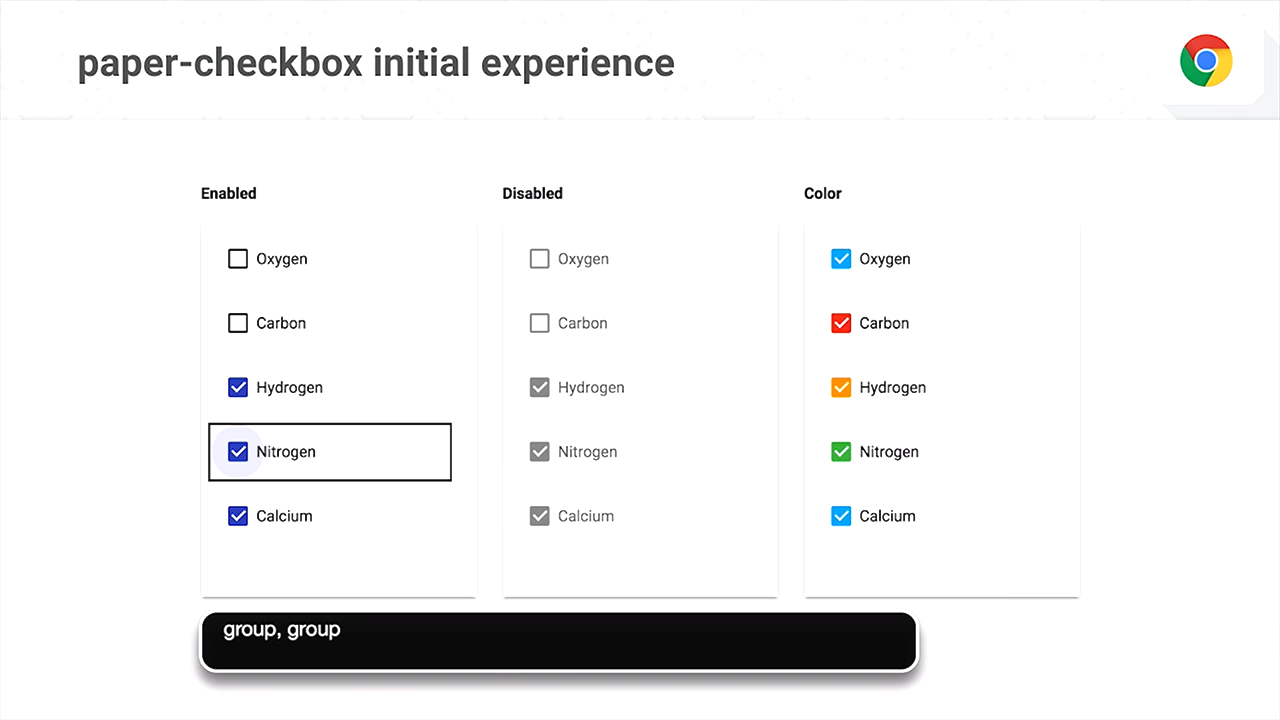 paper-checkbox initial experience
Enabled
Oxygen
Carbon
Hydrogen
Nitrogen
Calcium
Disabled
Oxygen
Carbon
Hydrogen
Nitrogen
Calcium
Color
Oxygen
Carbon
Hydrogen
Nitrogen
Calcium
group, group